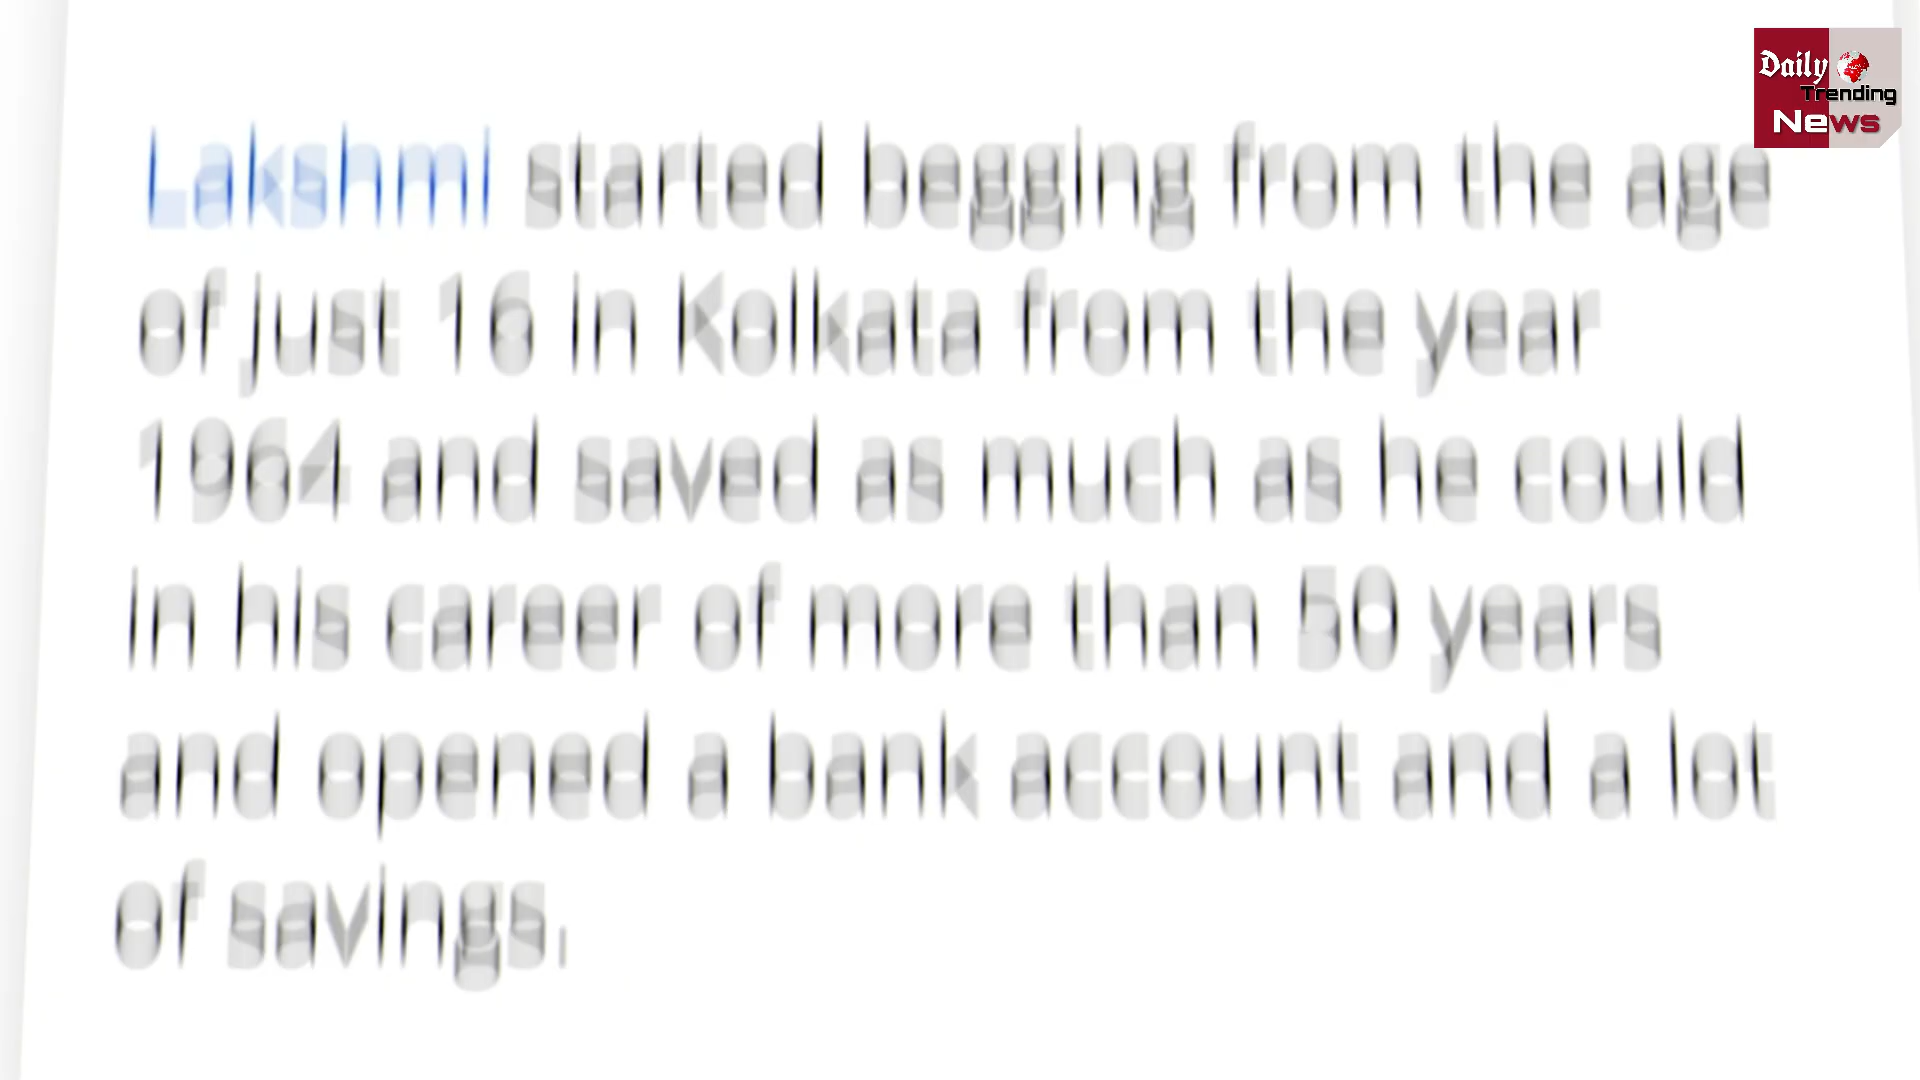 Daily
Trending
News
Lakshmi started begging from the age
of just 16 in Kolkata from the year
1964 and saved as much as he could
in his career of more than 50 years
and opened a bank account and a lot
of savings.